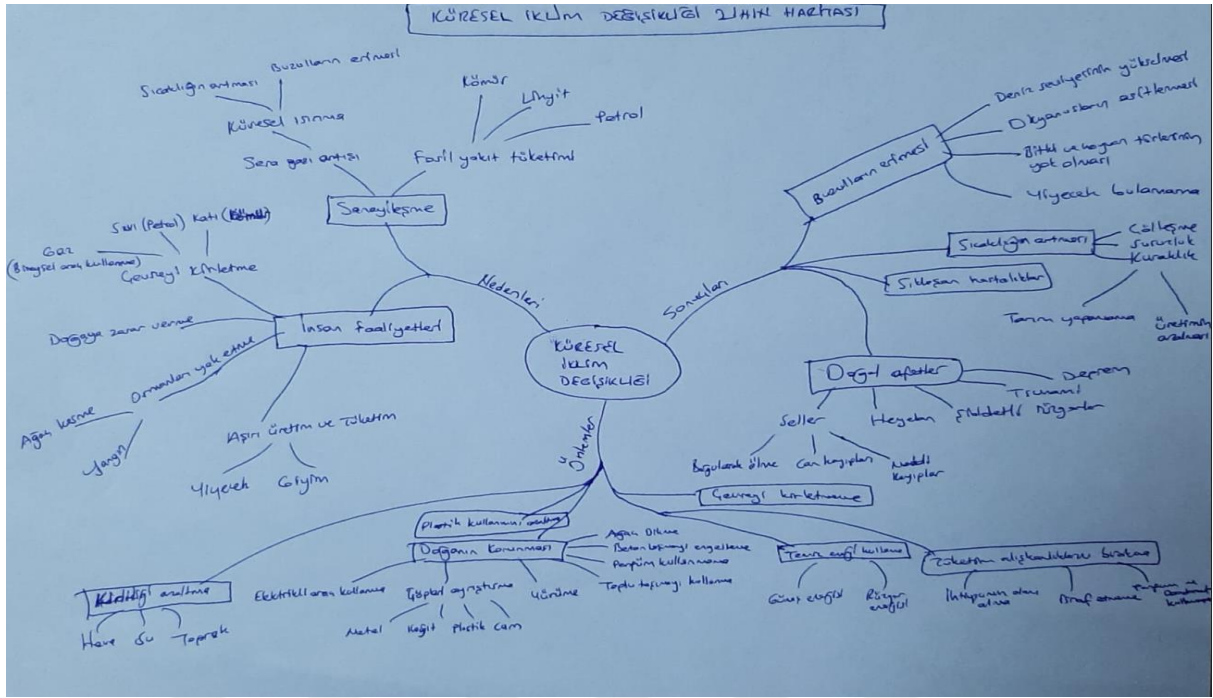 KÜRESEL İKLİM DEĞİŞİKLİĞİ ZİHİN HARİTASI
KÜRESEL
İKLİM
DEĞİŞİKLİĞİ
Nedenleri
Sanayileşme
Sera gazı artışı
Küresel ısınma
Sıcaklığın artması
Buzulların erimesi
Fosil yakıt tüketimi
Kömür
Linyit
Petrol
İnsan faaliyetleri
Çevreyi kirletme
Sıvı (Petrol)
Katı (Kömür)
Gaz
(Bireysel araç kullanma)
Doğaya zarar verme
Ormanları yok etme
Ağaç kesme
Yangın
Aşırı üretim ve Tüketim
Yiyecek
Giyim
Sonuçları
Buzulların erimesi
Deniz seviyesinin yükselmesi
Okyanusların asitlenmesi
Bitki ve hayvan türlerinin
yok olması
Yiyecek bulamama
Sıcaklığın artması
Çölleşme
Susuzluk
Kuraklık
Tarım yapamama
Üretimin
azalması
Sıklaşan hastalıklar
Doğal afetler
Deprem
Tsunami
Şiddetli rüzgarlar
Heyelan
Seller
Boğularak ölme
Can kayıpları
Maddi
kayıplar
Önlemler
Çevreyi kirletmeme
Plastik kullanımı azaltma
Doğanın korunması
Ağaç Dikme
Betonlaşmayı engelleme
Parfüm kullanmama
Toplu taşımayı kullanma
Yürüme
Elektrikli araç kullanma
Çöpleri ayrıştırma
Metal
Kağıt
Plastik
Cam
Kirliliği azaltma
Hava
Su
Toprak
Temiz enerji kullanma
Güneş enerjisi
Rüzgar
enerjisi
Tüketim alışkanlıklarını bırakma
İhtiyacın olanı
alma
İsraf etmeme